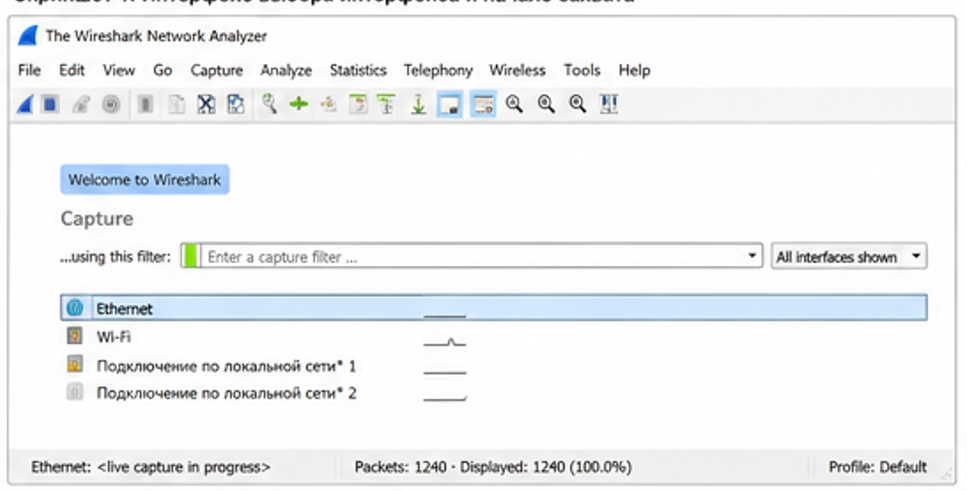 The Wireshark Network Analyzer
File Edit View Go Capture Analyze Statistics Telephony Wireless Tools Help
Welcome to Wireshark
Capture
...using this filter: Enter a capture filter ... All interfaces shown
Ethernet
Wi-Fi
Подключение по локальной сети* 1
Подключение по локальной сети* 2
Ethernet: <live capture in progress> Packets: 1240 · Displayed: 1240 (100.0%) Profile: Default